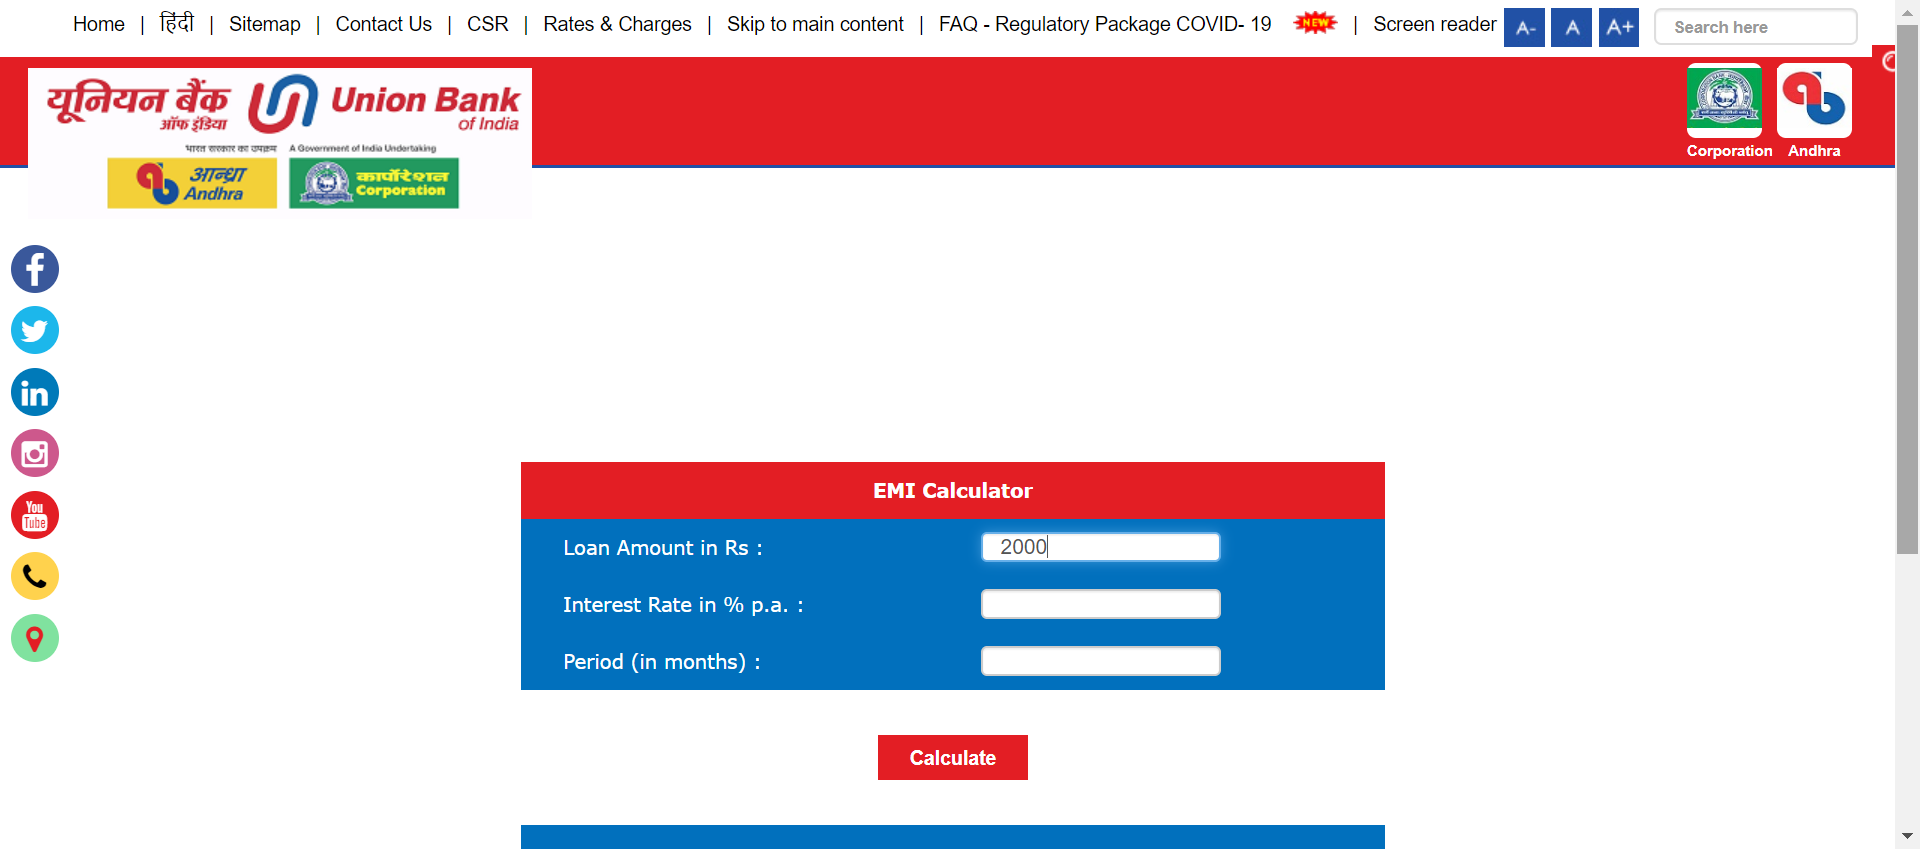 Home | हिंदी | Sitemap | Contact Us | CSR | Rates & Charges | Skip to main content | FAQ - Regulatory Package COVID- 19 NEW | Screen reader A- A A+ Search here
यूनियन बैंक Union Bank
ऑफ इंडिया of India
भारत सरकार का उपक्रम A Government of India Undertaking
आन्ध्रा कार्पोरेशन
Andhra Corporation
Corporation Andhra
You
Tube
EMI Calculator
Loan Amount in Rs : 2000
Interest Rate in % p.a. :
Period (in months) :
Calculate